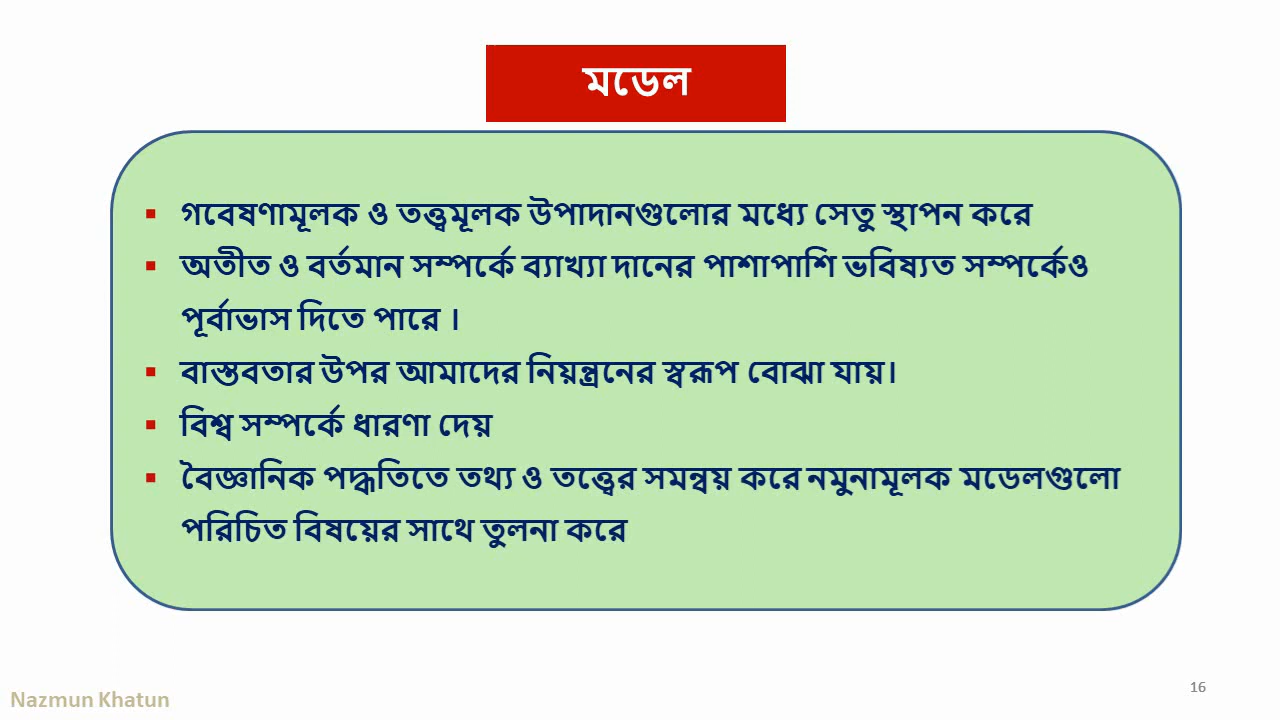 মডেল
▪ গবেষণামূলক ও তত্ত্বমূলক উপাদানগুলোর মধ্যে সেতু স্থাপন করে
▪ অতীত ও বর্তমান সম্পর্কে ব্যাখ্যা দানের পাশাপাশি ভবিষ্যত সম্পর্কেও
পূর্বাভাস দিতে পারে ।
▪ বাস্তবতার উপর আমাদের নিয়ন্ত্রনের স্বরূপ বোঝা যায়।
▪ বিশ্ব সম্পর্কে ধারণা দেয়
▪ বৈজ্ঞানিক পদ্ধতিতে তথ্য ও তত্ত্বের সমন্বয় করে নমুনামূলক মডেলগুলো
পরিচিত বিষয়ের সাথে তুলনা করে
16
Nazmun Khatun